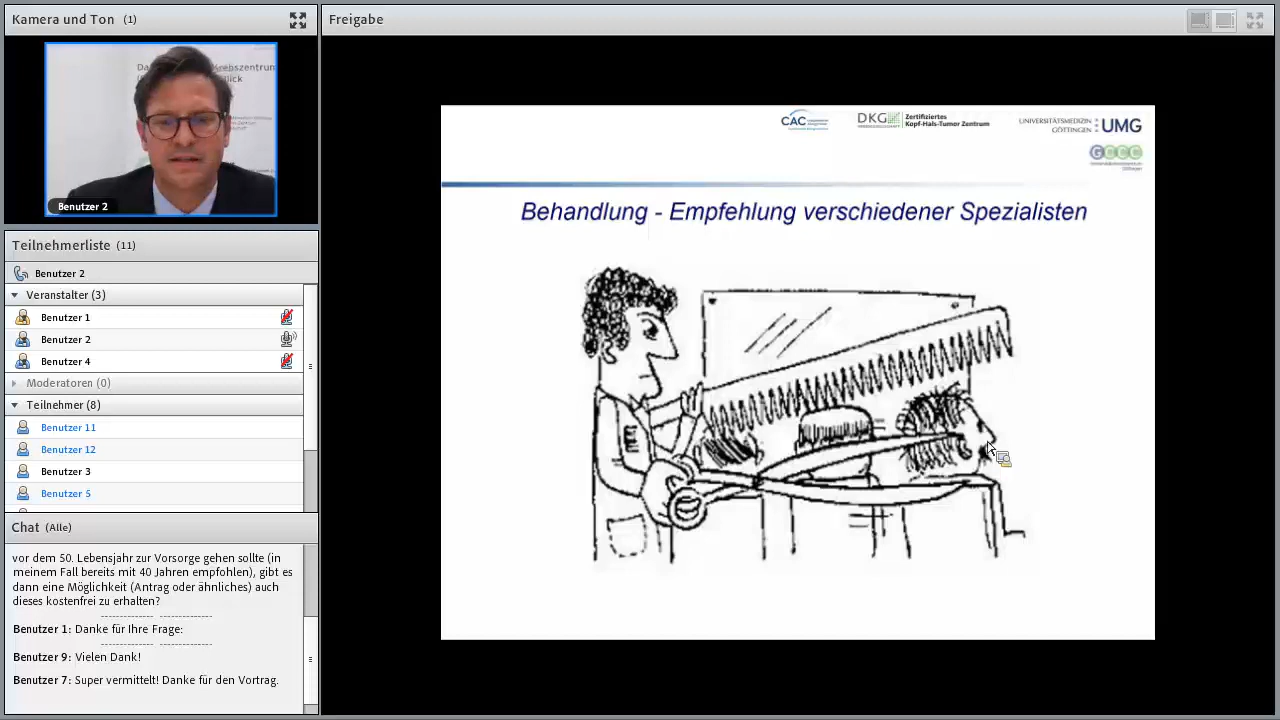 Kamera und Ton (1)
Da Krebszentrum
lick
Benutzer 2
Teilnehmerliste (11)
Benutzer 2
Veranstalter (3)
Benutzer 1
Benutzer 2
Benutzer 4
Moderatoren (0)
Teilnehmer (8)
Benutzer 11
Benutzer 12
Benutzer 3
Benutzer 5
Chat (Alle)
vor dem 50. Lebensjahr zur Vorsorge gehen sollte (in
meinem Fall bereits mit 40 Jahren empfohlen), gibt es
dann eine Möglichkeit (Antrag oder ähnliches) auch
dieses kostenfrei zu erhalten?
-------------- --------------
Benutzer 1: Danke für Ihre Frage:
-------------- --------------
Benutzer 9: Vielen Dank!
Benutzer 7: Super vermittelt! Danke für den Vortrag.
Freigabe
CAC
DKG Zertifiziertes
Kopf-Hals-Tumor Zentrum
UNIVERSITÄTSMEDIZIN
GÖTTINGEN UMG
GCCC
Behandlung - Empfehlung verschiedener Spezialisten